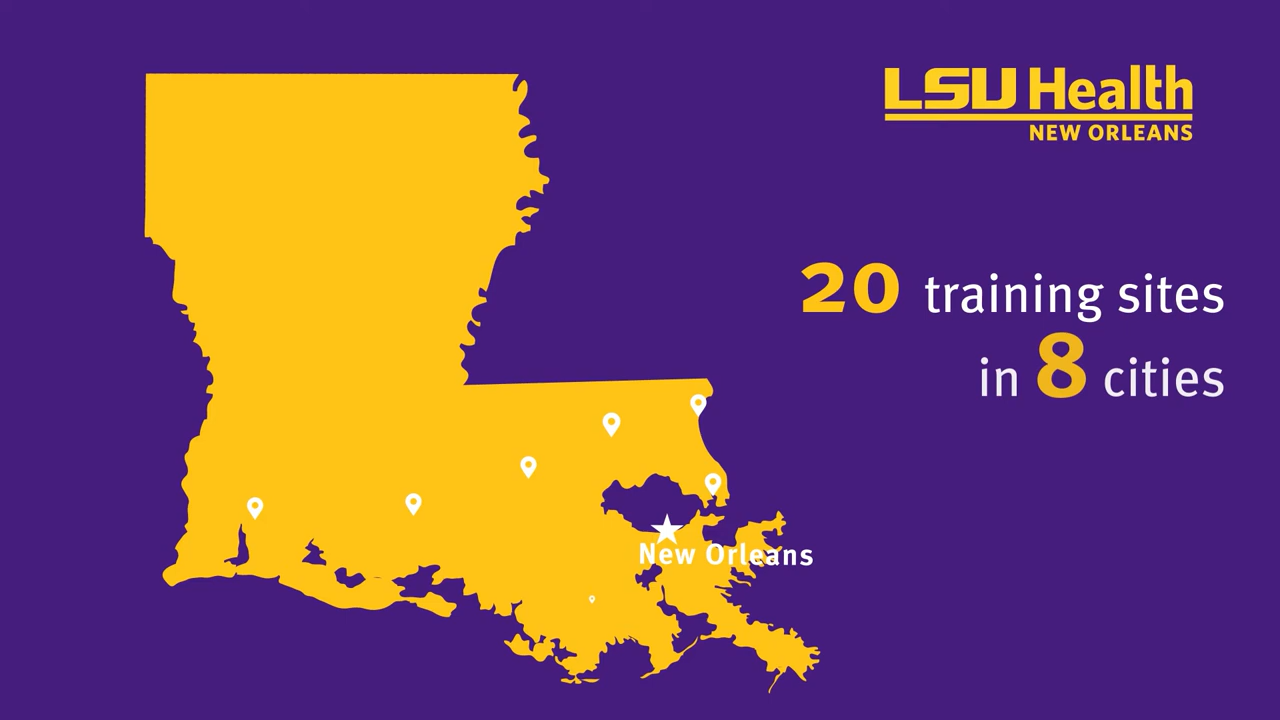 LSU Health
NEW ORLEANS
20 training sites
in 8 cities
New Orleans